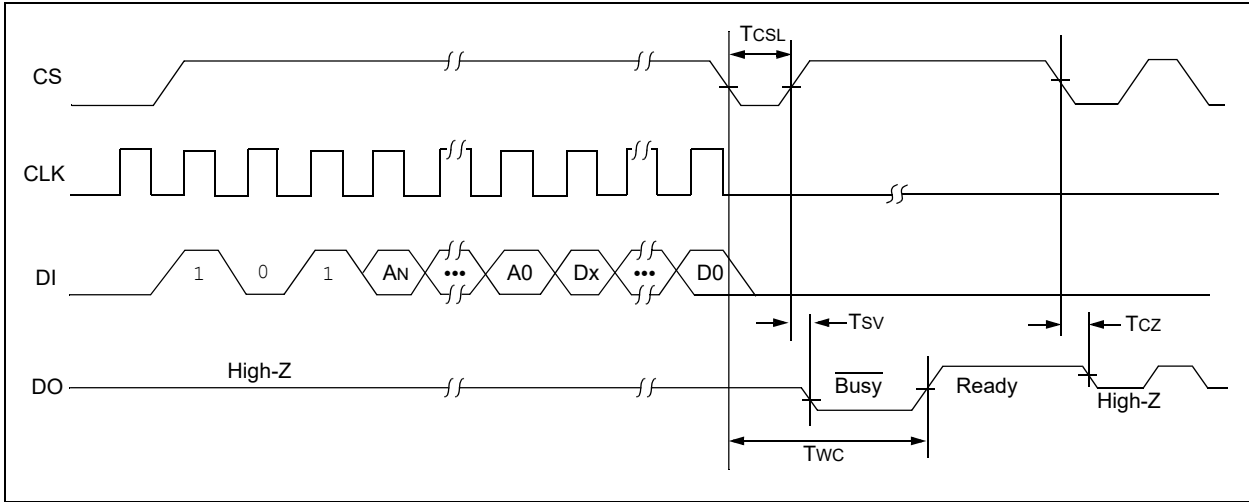 TCSL
CS
CLK
DI 1 0 1 AN ••• A0 Dx ••• D0
TSV TCZ
DO High-Z Busy Ready High-Z
TWC